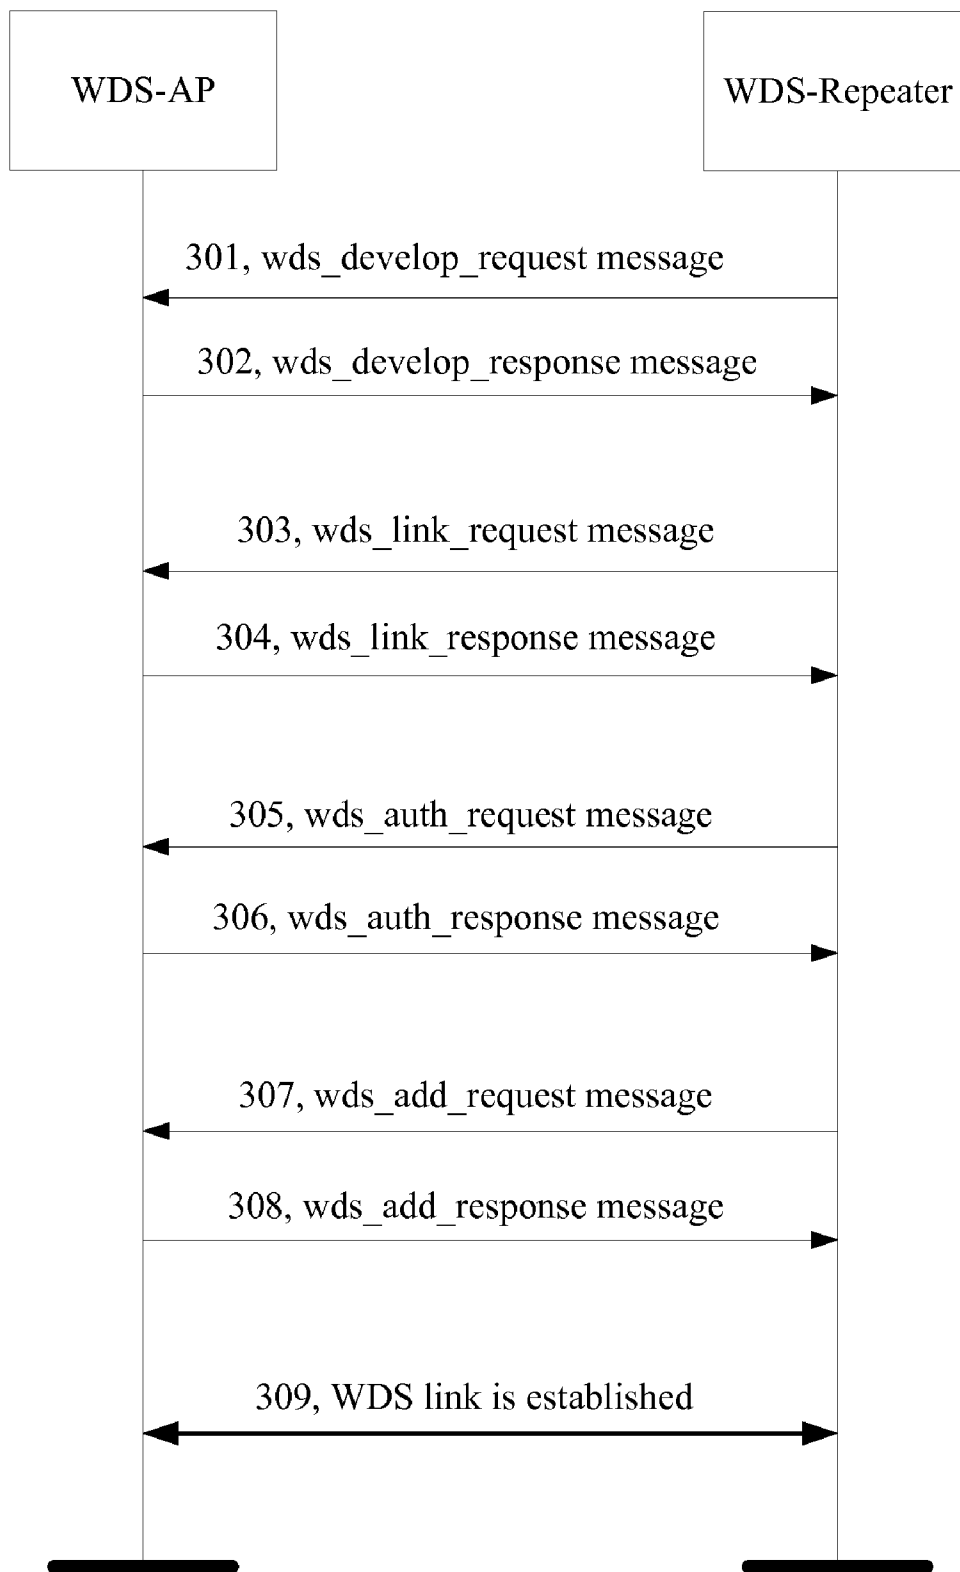 WDS-AP
WDS-Repeater
301, wds_develop_request message
302, wds_develop_response message
303, wds_link_request message
304, wds_link_response message
305, wds_auth_request message
306, wds_auth_response message
307, wds_add_request message
308, wds_add_response message
309, WDS link is established